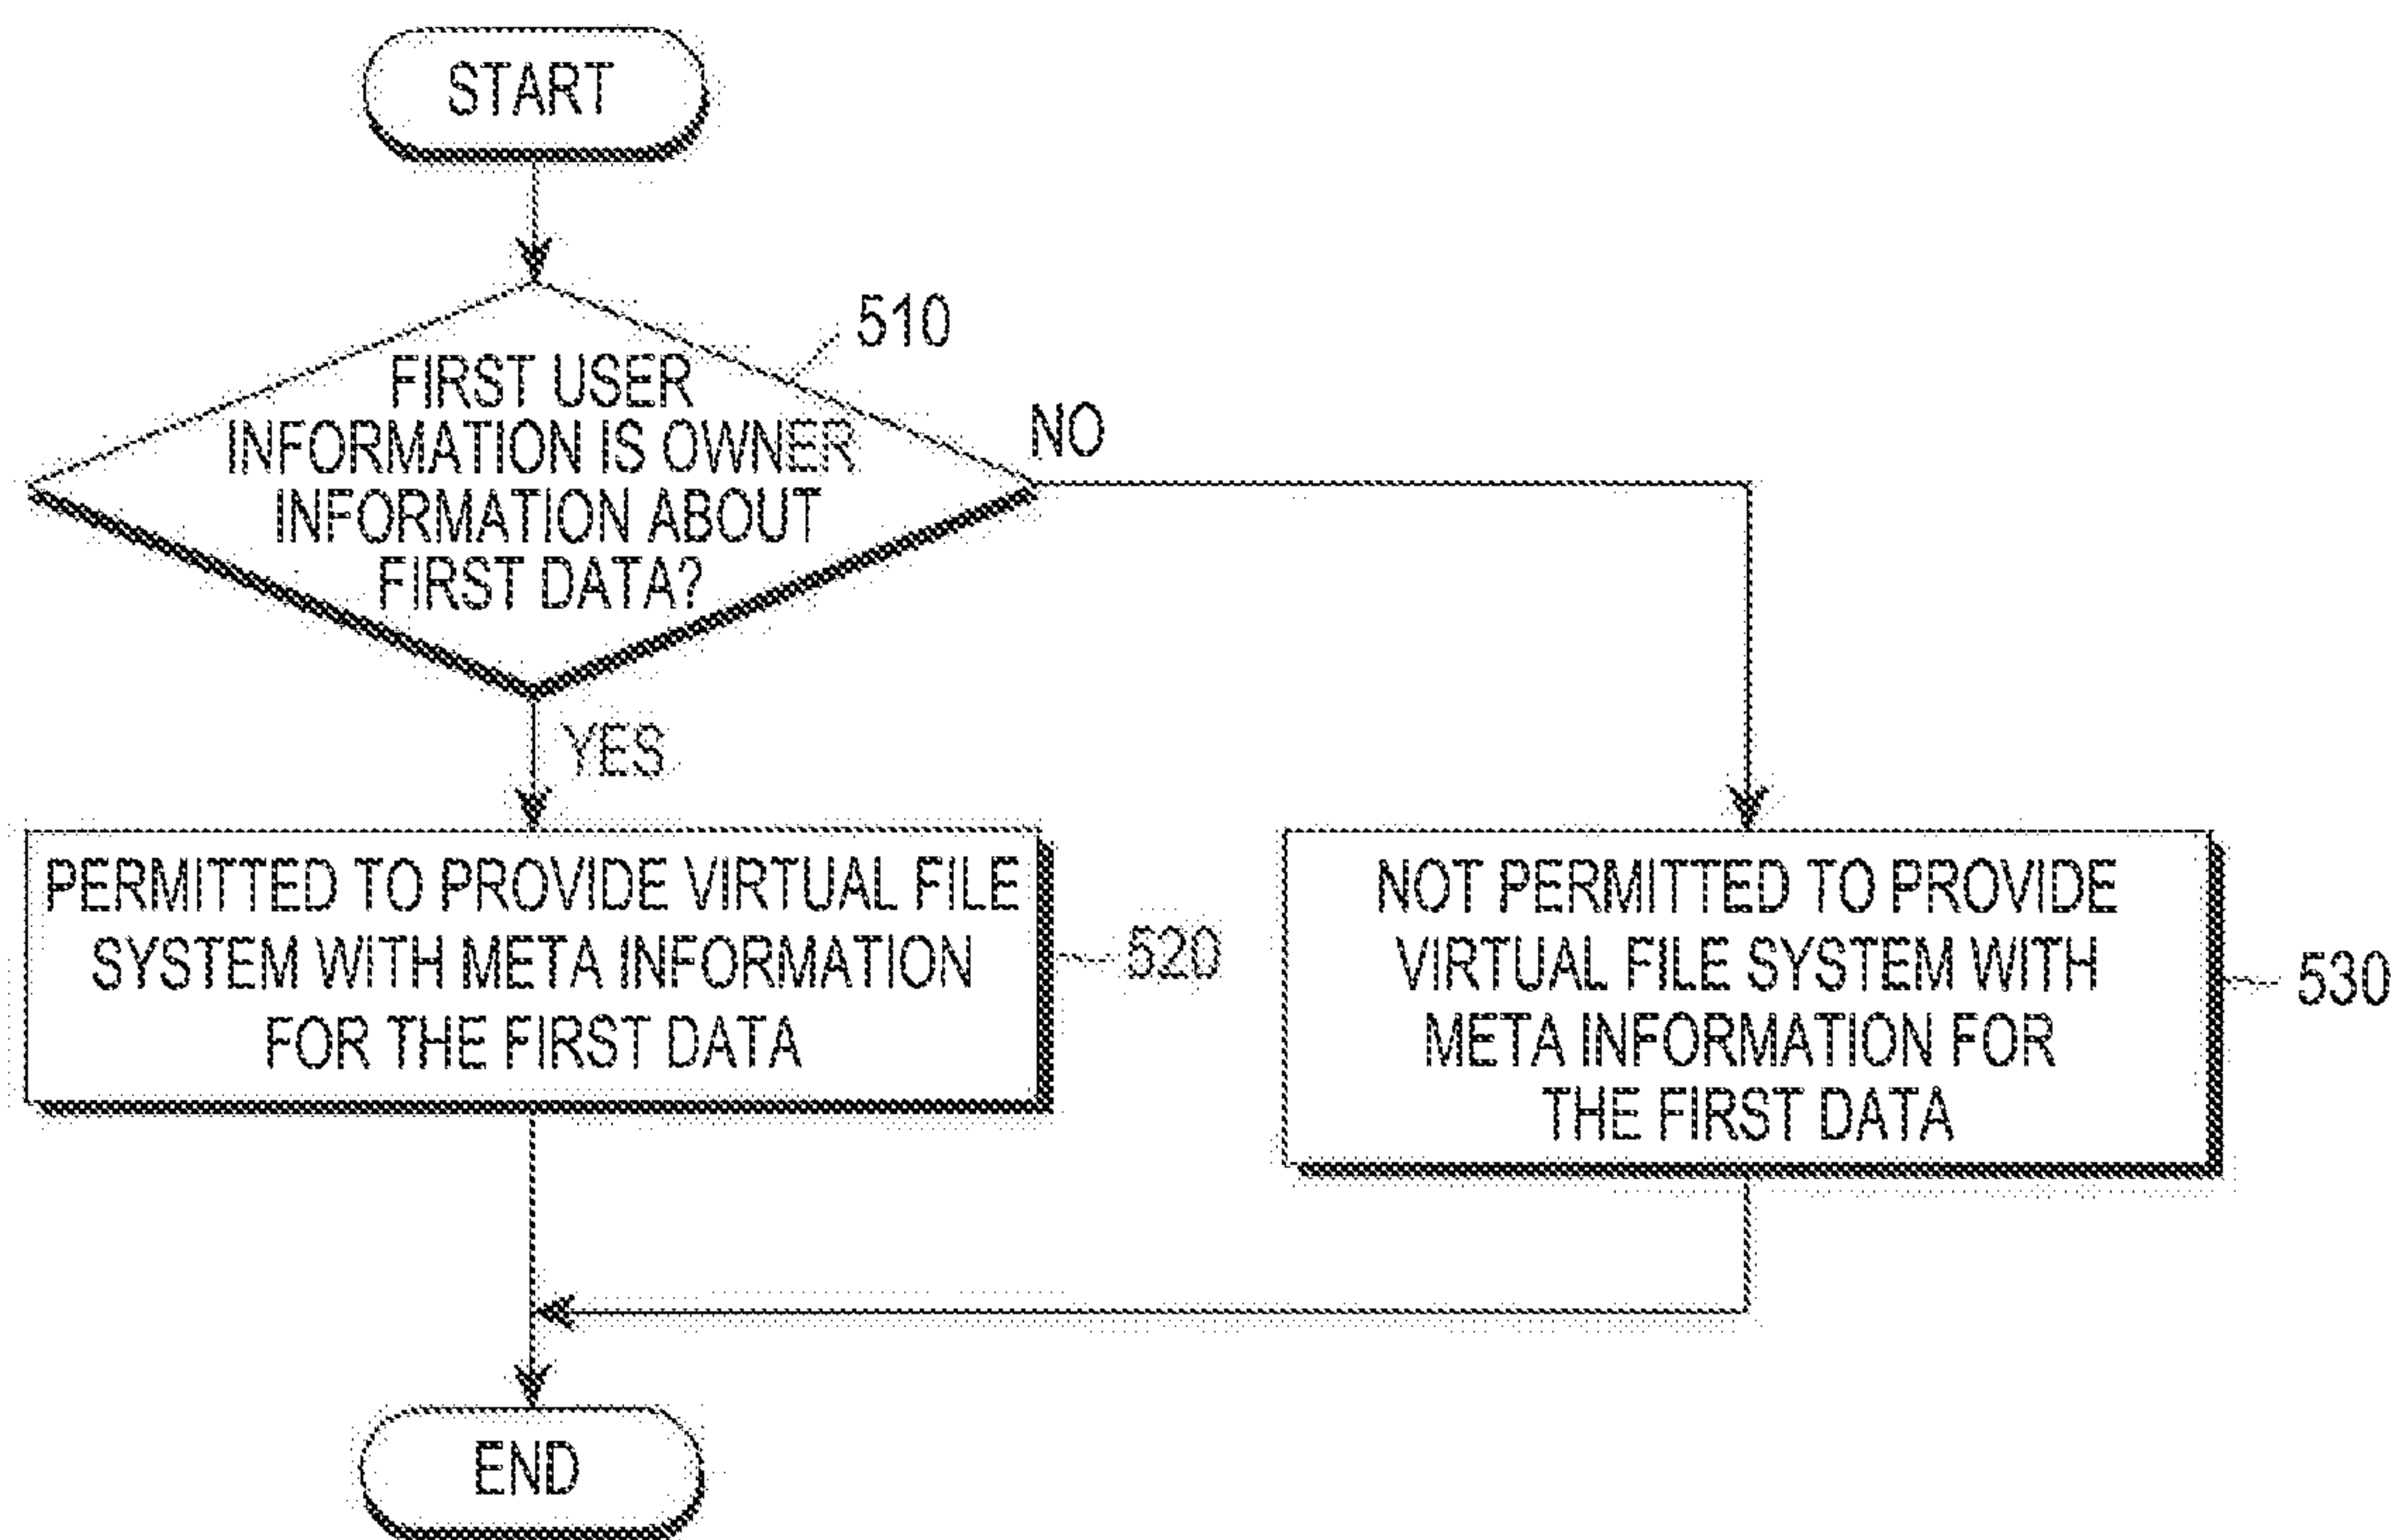 START
510
FIRST USER
INFORMATION IS OWNER
INFORMATION ABOUT
FIRST DATA?
NO
YES
PERMITTED TO PROVIDE VIRTUAL FILE
SYSTEM WITH META INFORMATION
FOR THE FIRST DATA
520
NOT PERMITTED TO PROVIDE
VIRTUAL FILE SYSTEM WITH
META INFORMATION FOR
THE FIRST DATA
530
END